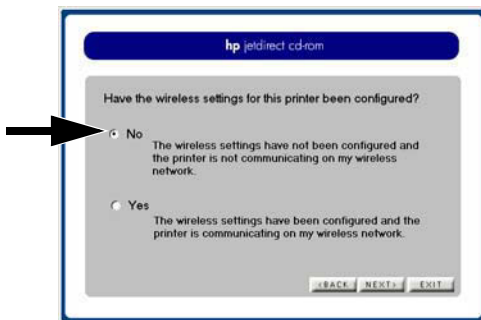 hp jetdirect cd-rom
Have the wireless settings for this printer been configured?
No
The wireless settings have not been configured and
the printer is not communicating on my wireless
network.
Yes
The wireless settings have been configured and the
printer is communicating on my wireless network.
<BACK NEXT> EXIT